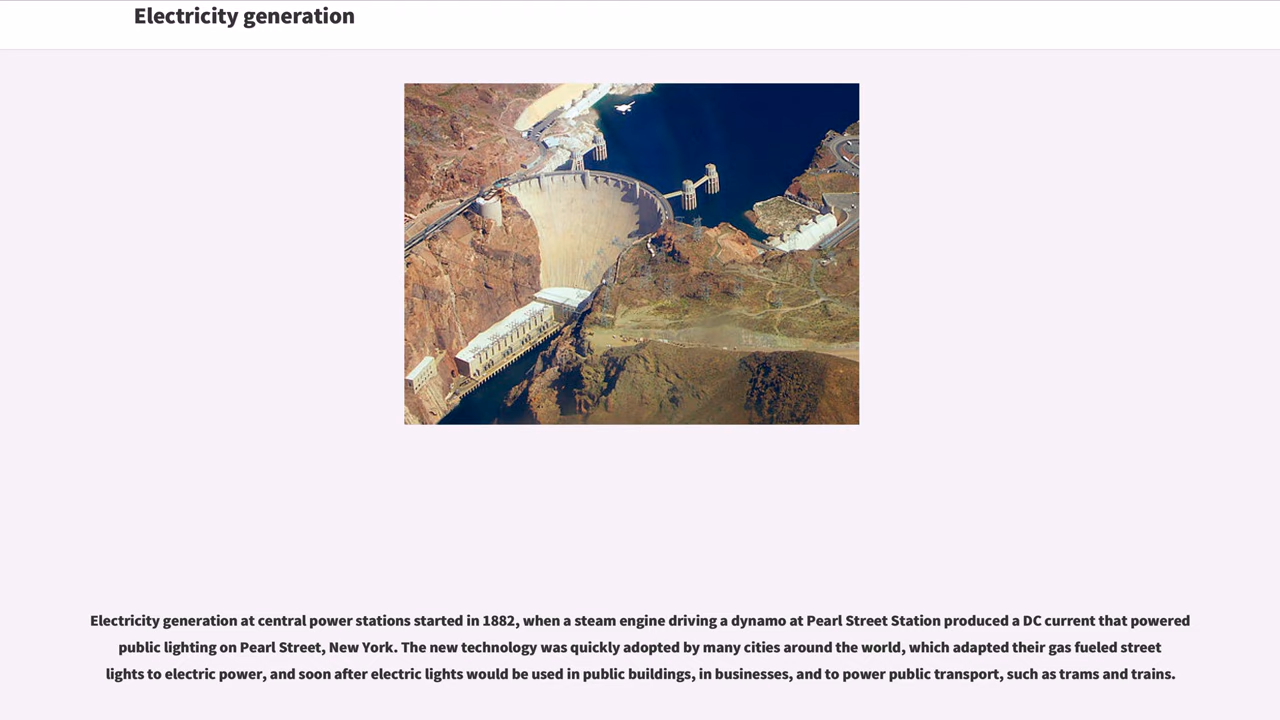 Electricity generation
Electricity generation at central power stations started in 1882, when a steam engine driving a dynamo at Pearl Street Station produced a DC current that powered
public lighting on Pearl Street, New York. The new technology was quickly adopted by many cities around the world, which adapted their gas fueled street
lights to electric power, and soon after electric lights would be used in public buildings, in businesses, and to power public transport, such as trams and trains.